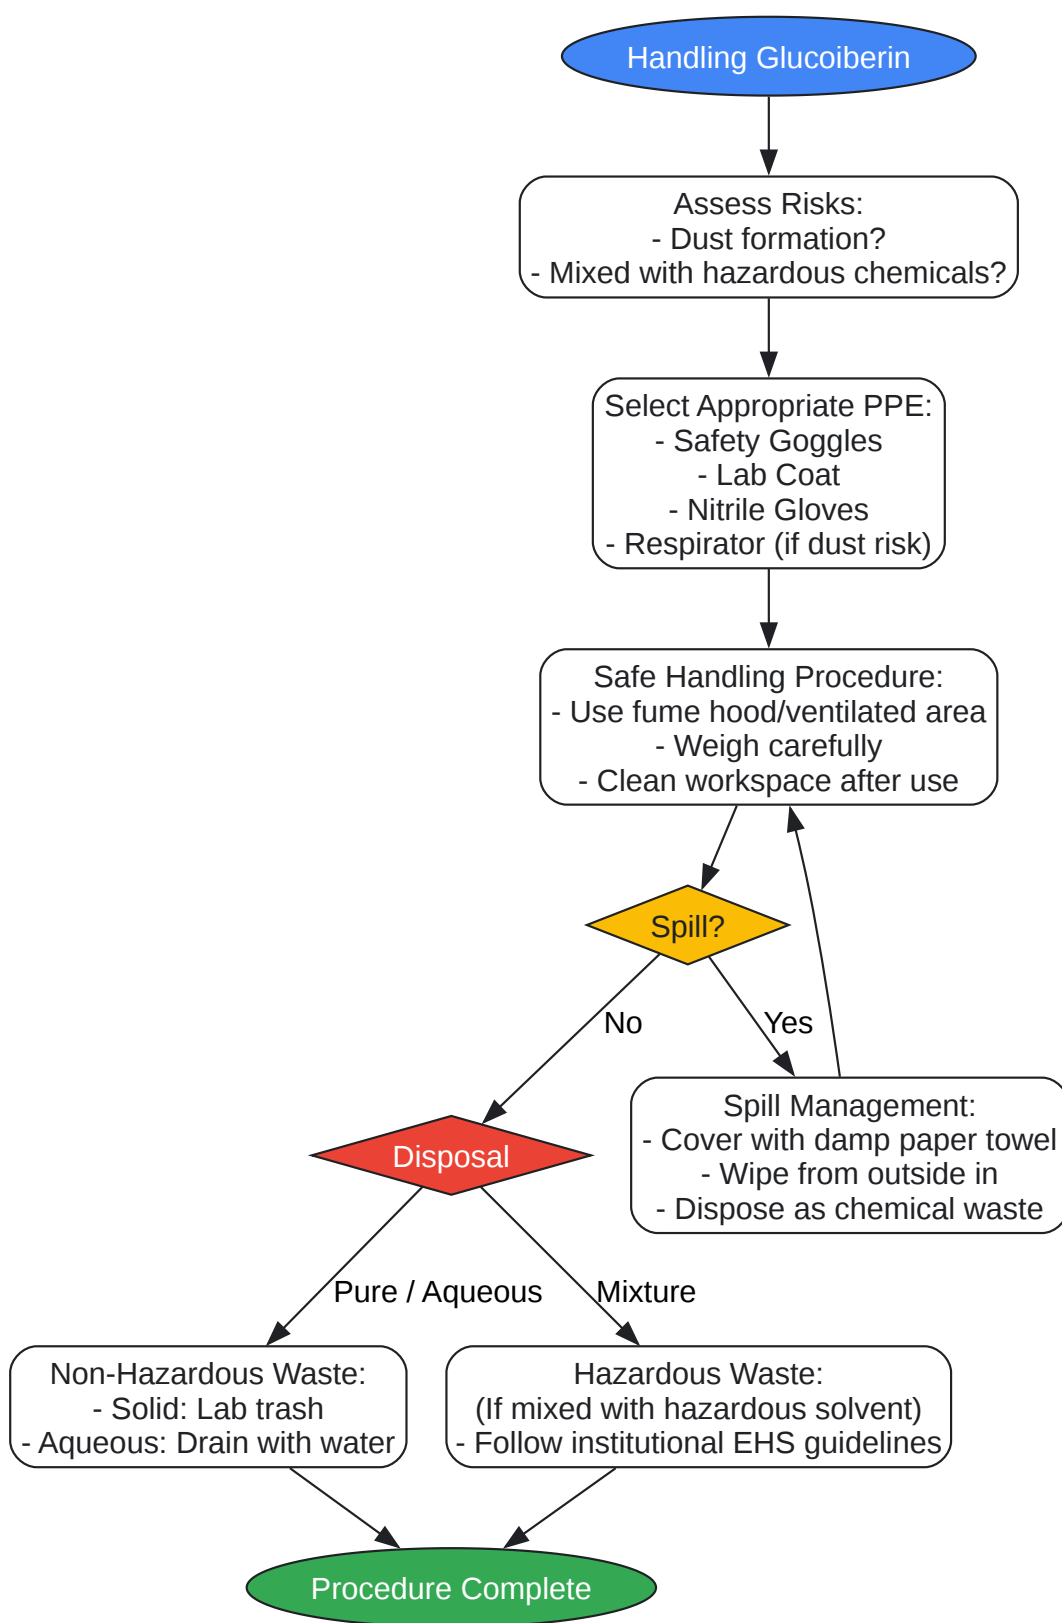 Handling Glucoiberin
Assess Risks:
- Dust formation?
- Mixed with hazardous chemicals?
Select Appropriate PPE:
- Safety Goggles
- Lab Coat
- Nitrile Gloves
- Respirator (if dust risk)
Safe Handling Procedure:
- Use fume hood/ventilated area
- Weigh carefully
- Clean workspace after use
Spill?
No
Yes
Spill Management:
- Cover with damp paper towel
- Wipe from outside in
- Dispose as chemical waste
Disposal
Pure / Aqueous
Mixture
Non-Hazardous Waste:
- Solid: Lab trash
- Aqueous: Drain with water
Hazardous Waste:
(If mixed with hazardous solvent)
- Follow institutional EHS guidelines
Procedure Complete